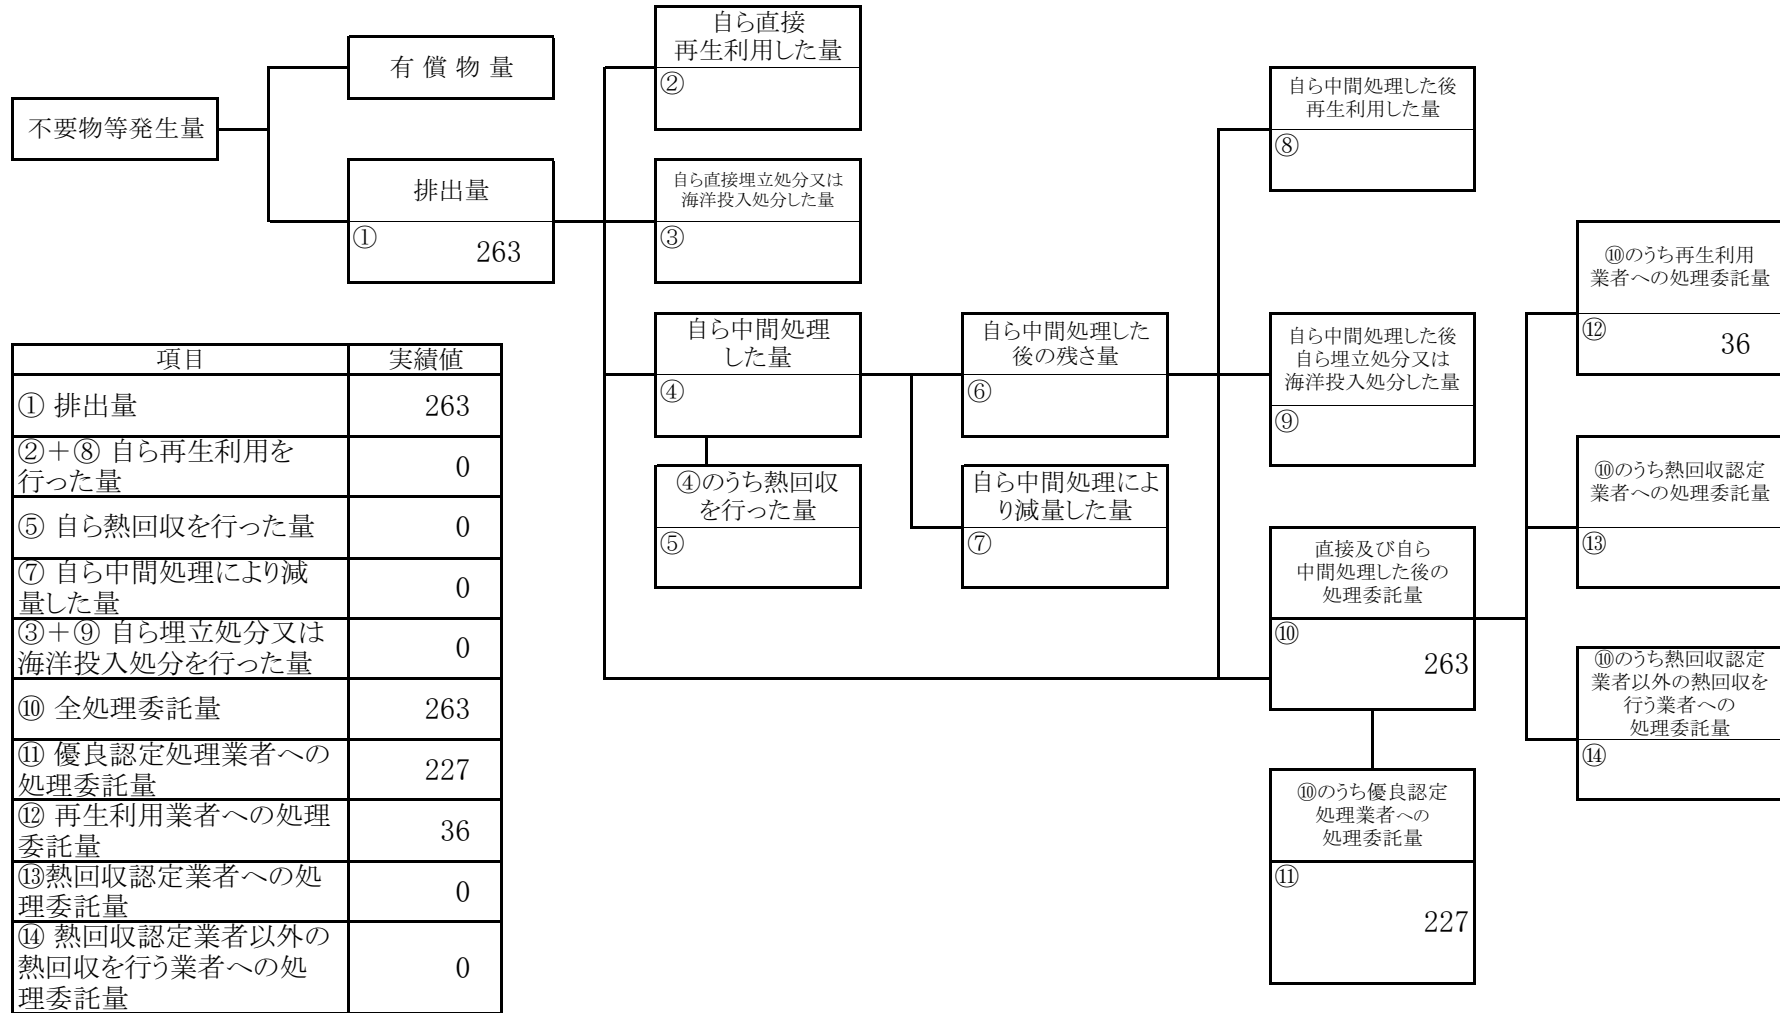 不要物等発生量
有 償 物 量
排出量
①
263
自ら直接
再生利用した量
②
自ら直接埋立処分又は
海洋投入処分した量
③
自ら中間処理
した量
④
④のうち熱回収
を行った量
⑤
自ら中間処理した
後の残さ量
⑥
自ら中間処理によ
り減量した量
⑦
自ら中間処理した後
再生利用した量
⑧
自ら中間処理した後
自ら埋立処分又は
海洋投入処分した量
⑨
直接及び自ら
中間処理した後の
処理委託量
⑩
263
⑩のうち優良認定
処理業者への
処理委託量
⑪
227
⑩のうち再生利用
業者への処理委託量
⑫
36
⑩のうち熱回収認定
業者への処理委託量
⑬
⑩のうち熱回収認定
業者以外の熱回収を
行う業者への
処理委託量
⑭
項目 実績値
① 排出量 263
②＋⑧ 自ら再生利用を
行った量 0
⑤ 自ら熱回収を行った量 0
⑦ 自ら中間処理により減
量した量 0
③＋⑨ 自ら埋立処分又は
海洋投入処分を行った量 0
⑩ 全処理委託量 263
⑪ 優良認定処理業者への
処理委託量 227
⑫ 再生利用業者への処理
委託量 36
⑬熱回収認定業者への処
理委託量 0
⑭ 熱回収認定業者以外の
熱回収を行う業者への処
理委託量 0